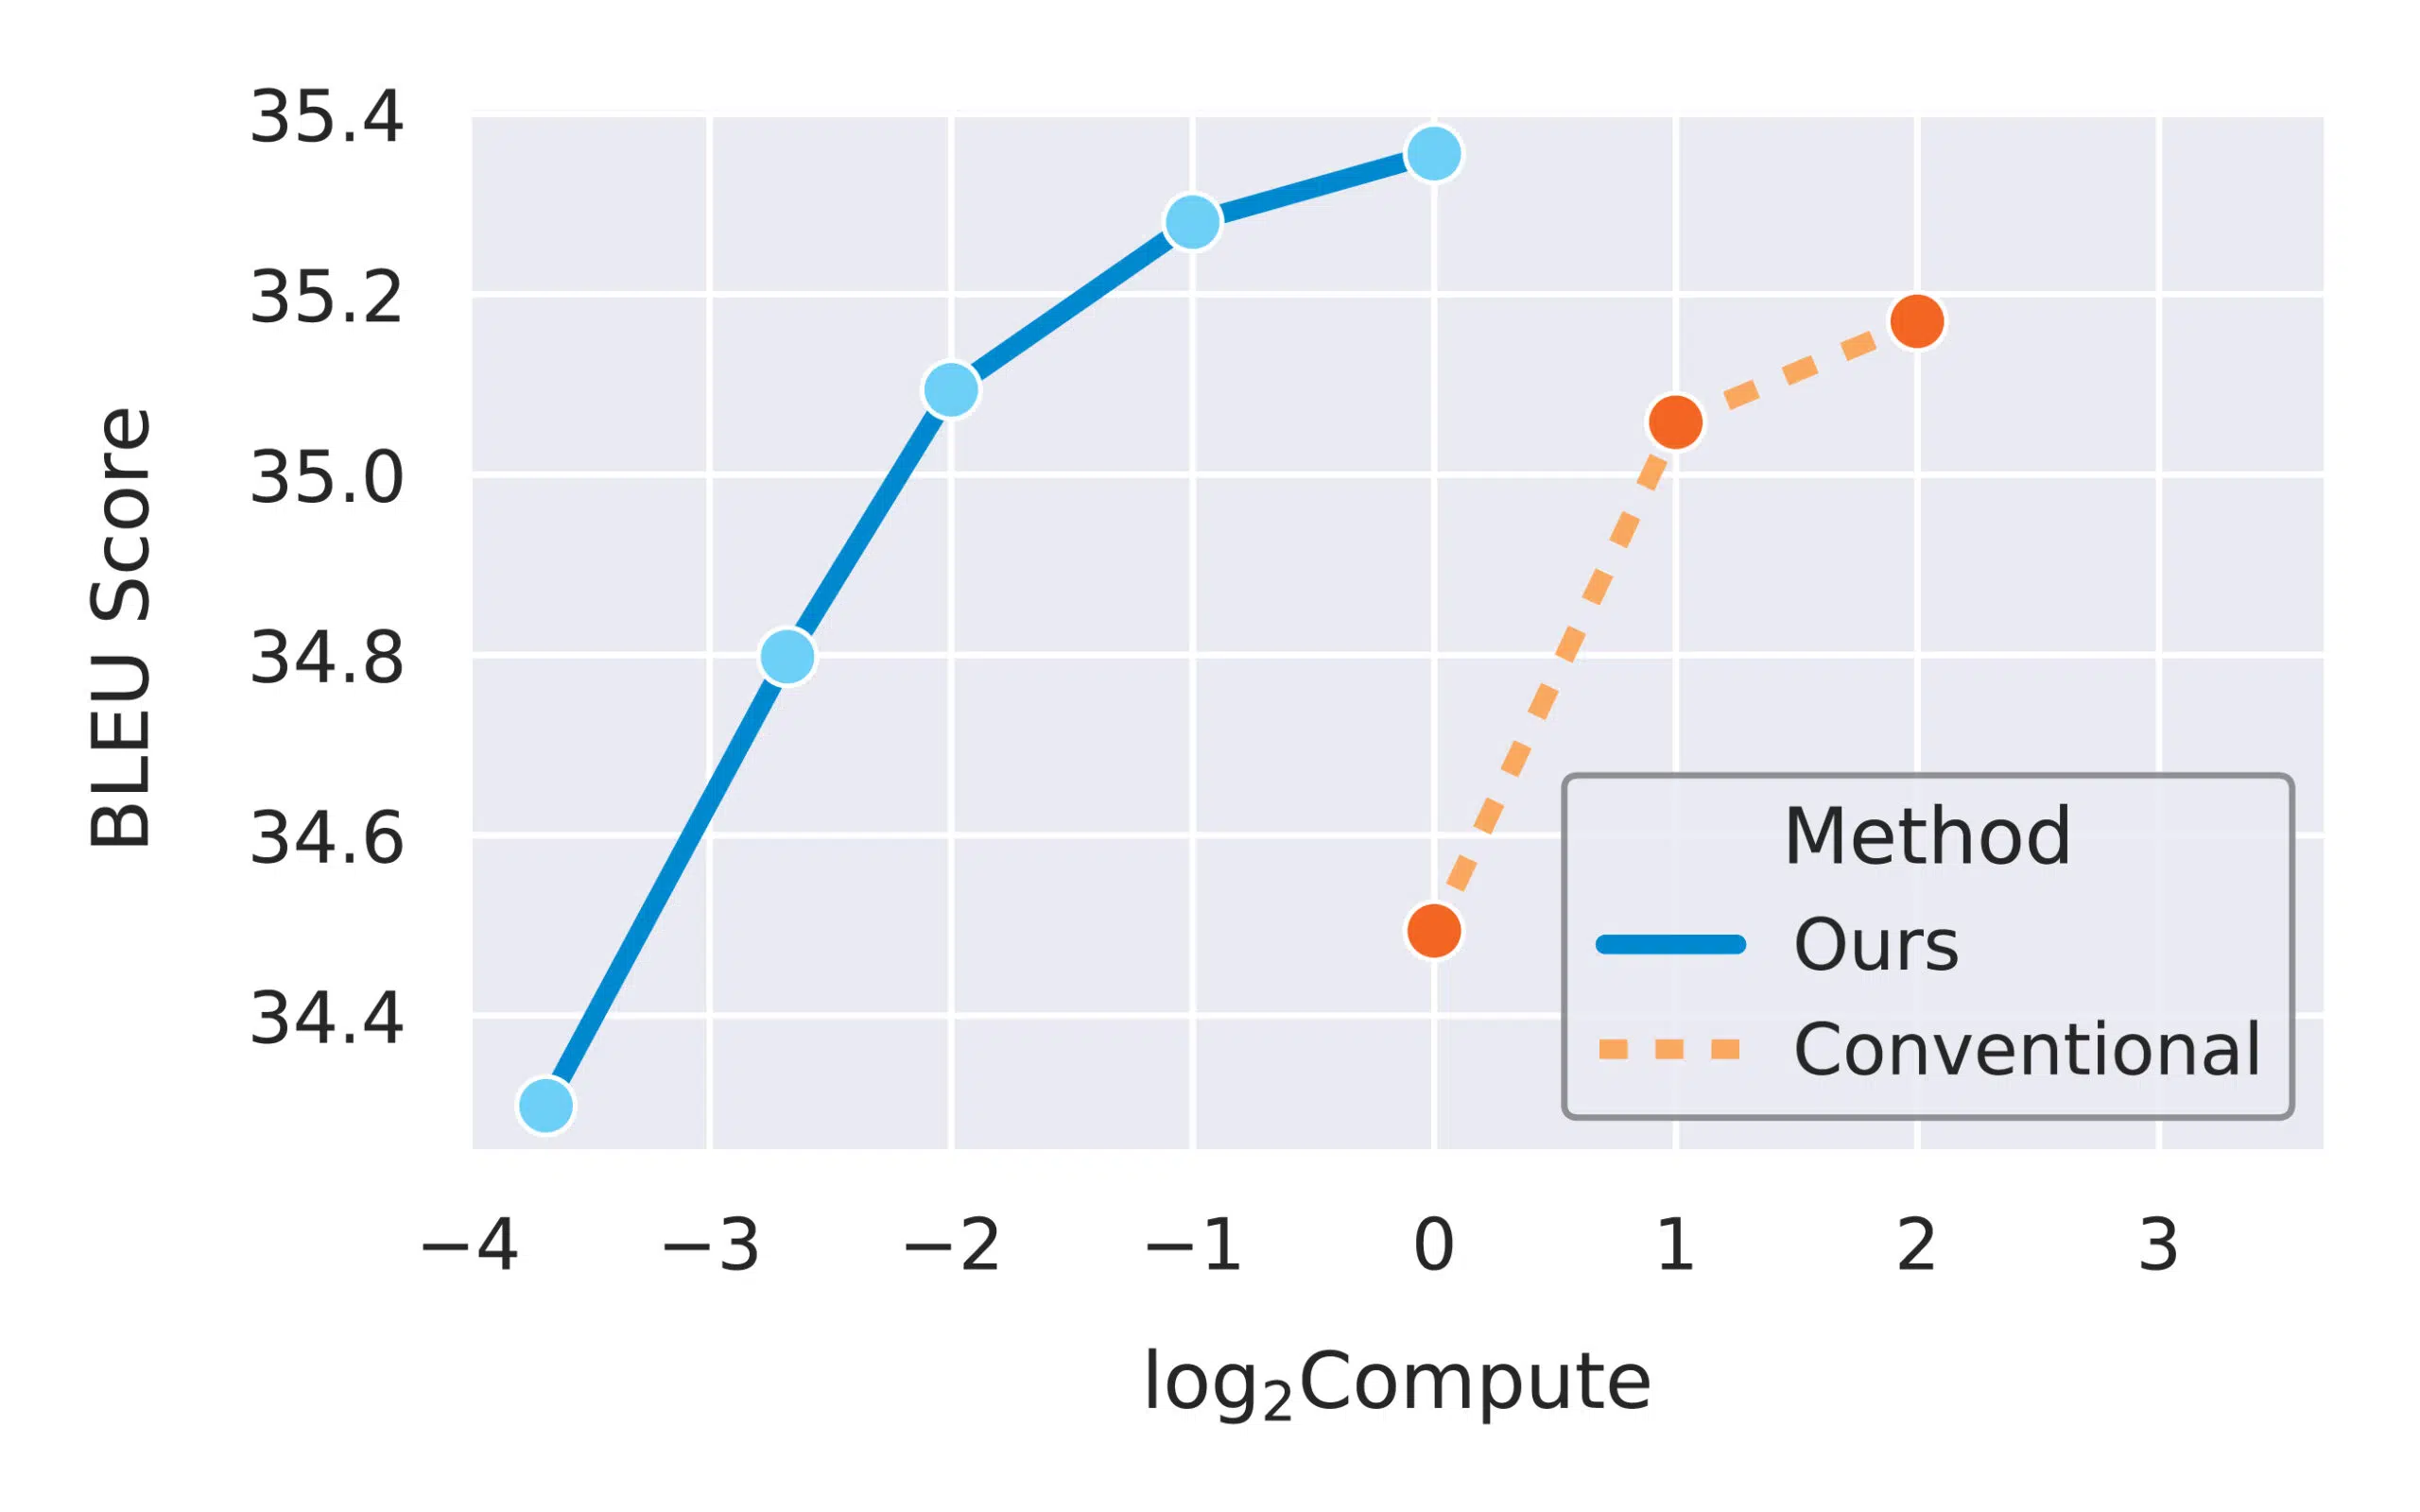 35.4
35.2
35.0
34.8
34.6
34.4
BLEU Score
Method
Ours
Conventional
−4 −3 −2 −1 0 1 2 3
log₂Compute